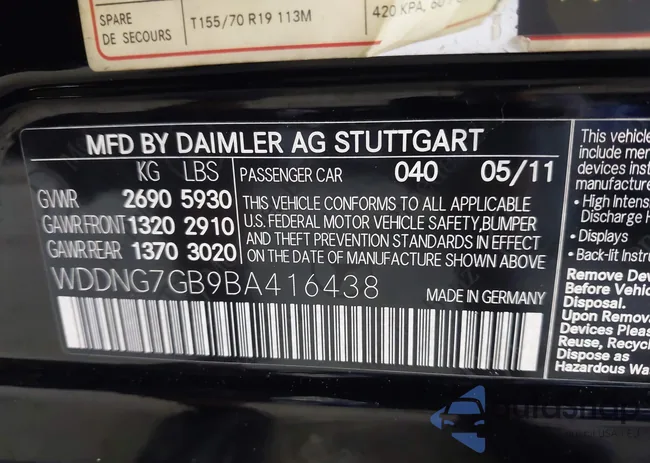 SPARE
DE SECOURS
T155/70 R19 113M
420 KPA,
MFD BY DAIMLER AG STUTTGART
KG LBS
GVWR 2690 5930
GAWR FRONT 1320 2910
GAWR REAR 1370 3020
PASSENGER CAR 040 05/11
THIS VEHICLE CONFORMS TO ALL APPLICABLE
U.S. FEDERAL MOTOR VEHICLE SAFETY,BUMPER
AND THEFT PREVENTION STANDARDS IN EFFECT
ON THE DATE OF MANUFACTURE SHOWN ABOVE.
WDDNG7GB9BA416438
MADE IN GERMANY
This vehicle
include mer
devices inst
manufacture
• High Intens
Discharge H
• Displays
• Back-lit Instru
Remove Dev
Before Vehic
Disposal.
Upon Remov
Devices Pleas
Dispose as
Hazardous Wa